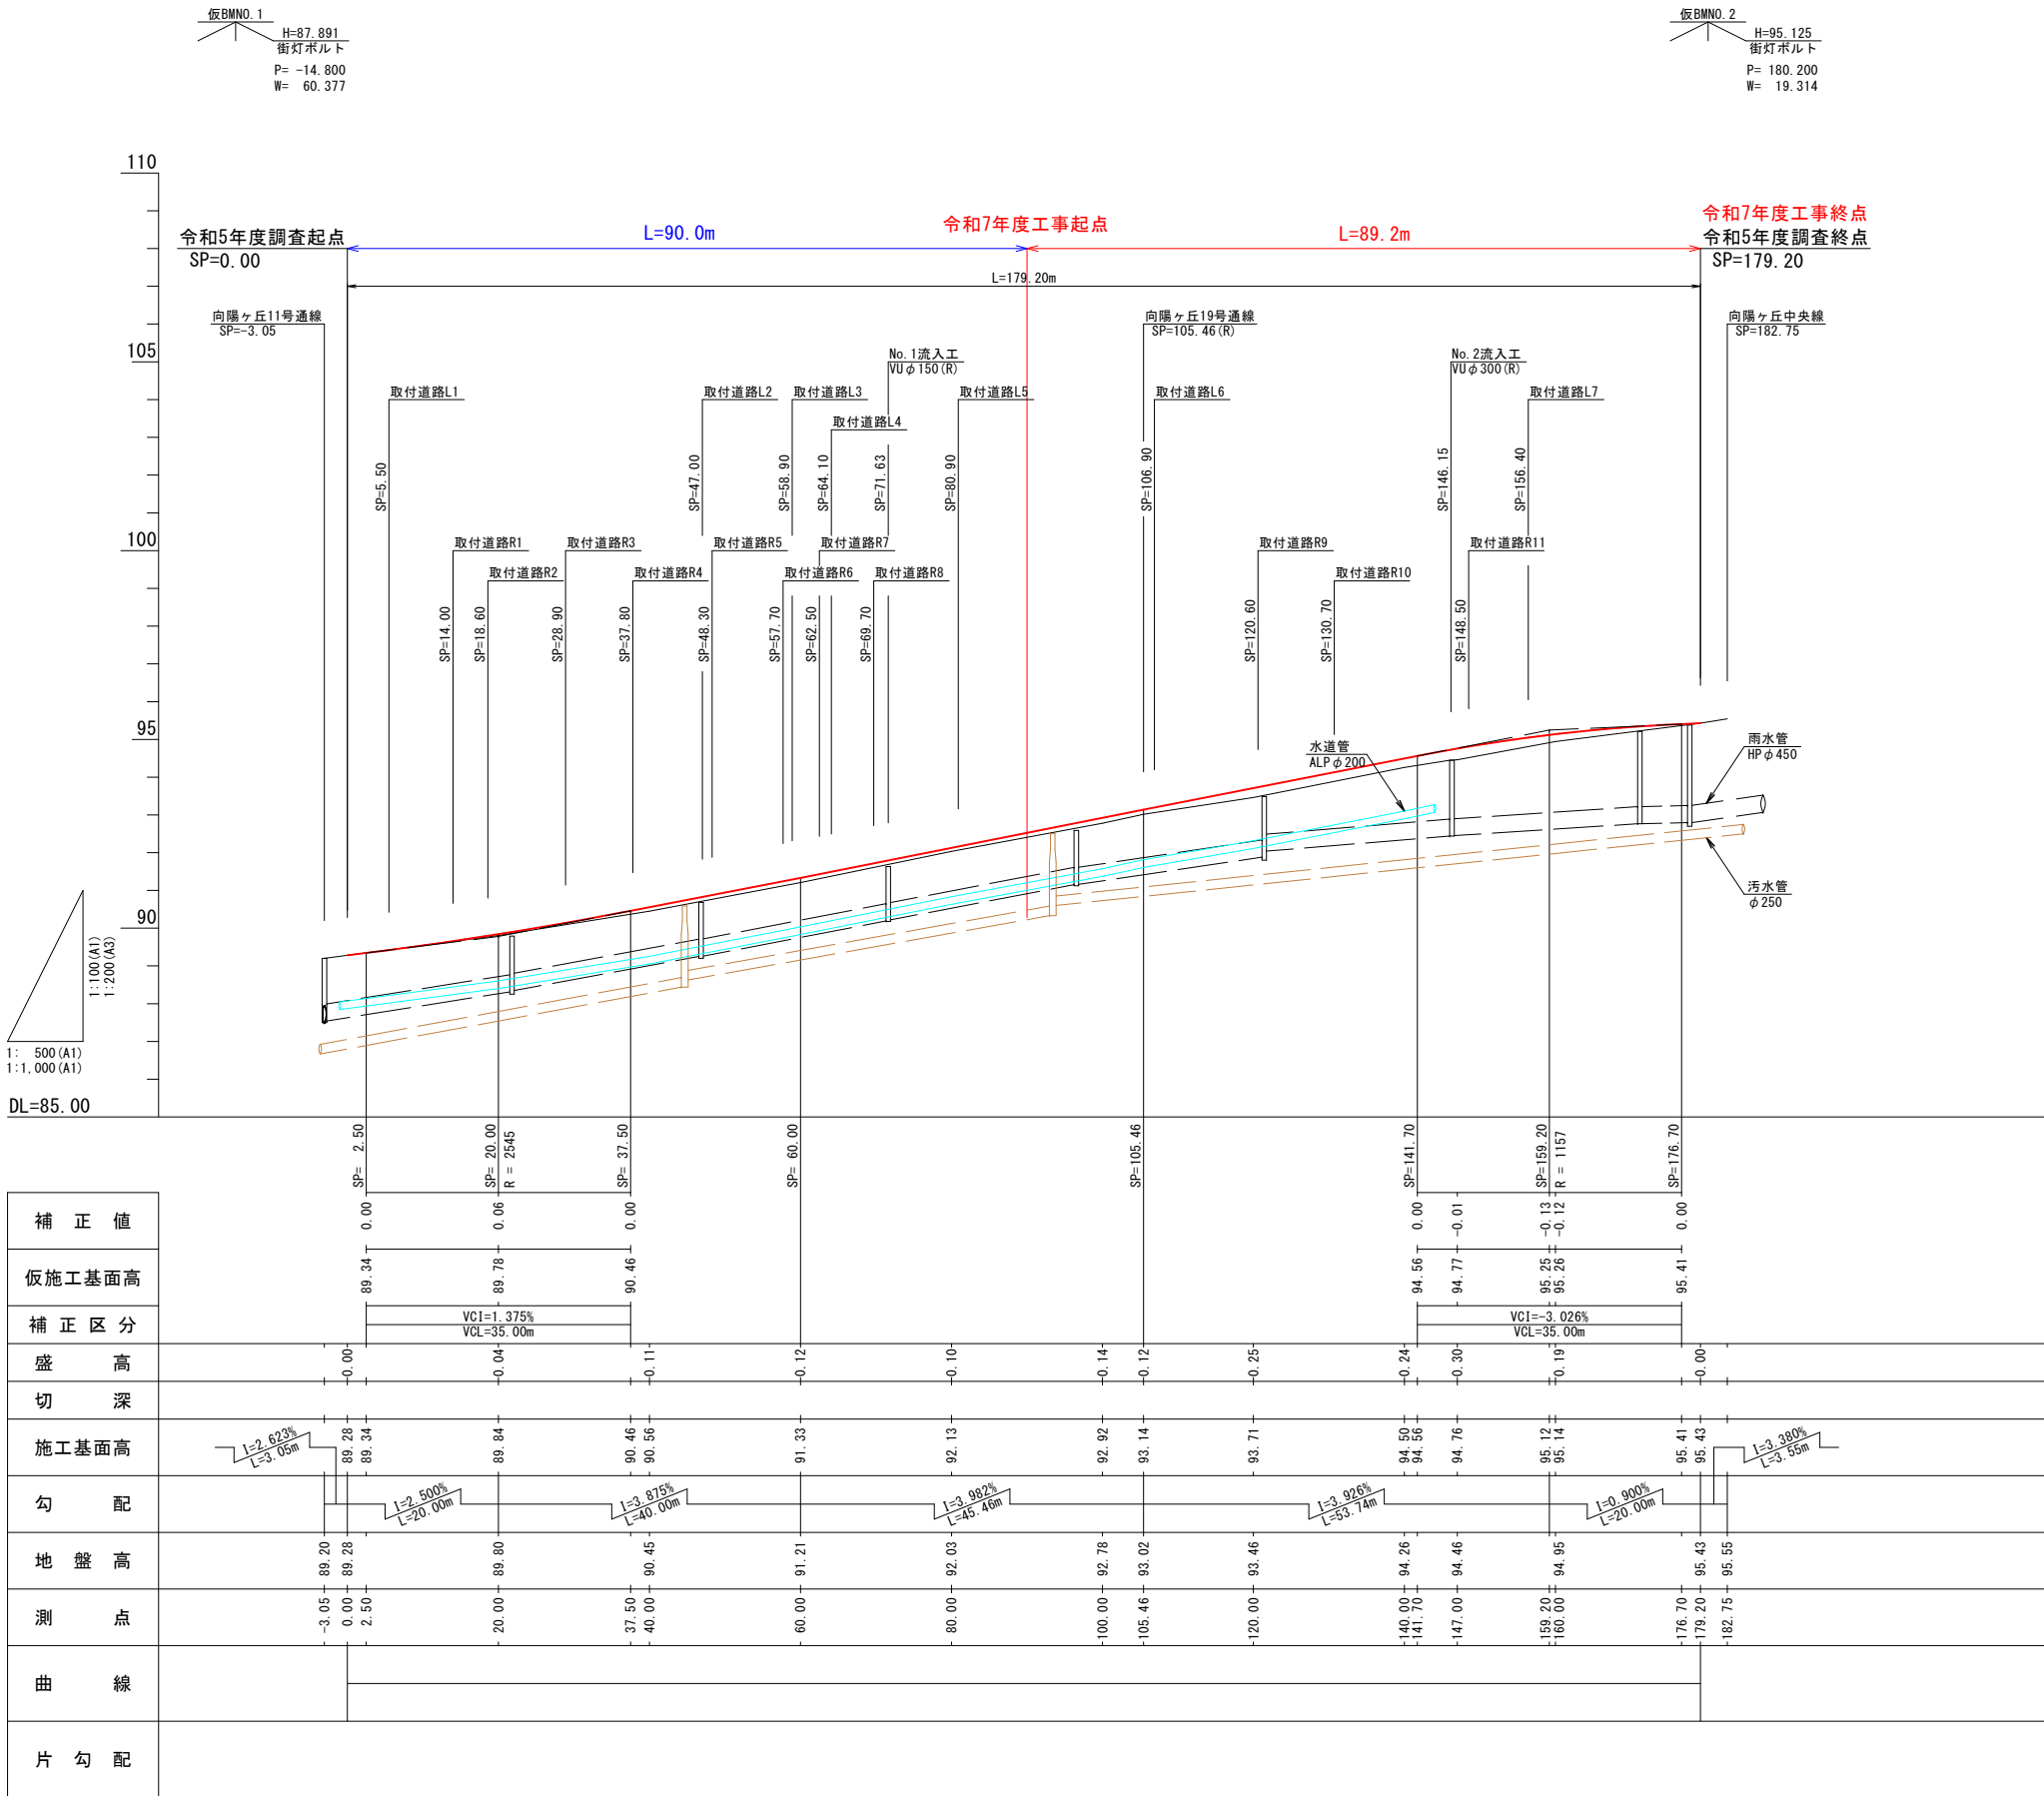 仮BMNO.1
H=87.891
街灯ボルト
P= -14.800
W= 60.377
仮BMNO.2
H=95.125
街灯ボルト
P= 180.200
W= 19.314
110
105
100
95
90
令和5年度調査起点
SP=0.00
L=90.0m
令和7年度工事起点
L=89.2m
令和7年度工事終点
令和5年度調査終点
SP=179.20
L=179.20m
向陽ヶ丘11号通線
SP=-3.05
向陽ヶ丘19号通線
SP=105.46(R)
向陽ヶ丘中央線
SP=182.75
No.1流入工
VUφ150(R)
No.2流入工
VUφ300(R)
取付道路L1
取付道路L2
取付道路L3
取付道路L4
取付道路L5
取付道路L6
取付道路L7
SP=5.50
SP=47.00
SP=58.90
SP=64.10
SP=71.63
SP=80.90
SP=106.90
SP=146.15
SP=156.40
取付道路R1
取付道路R2
取付道路R3
取付道路R4
取付道路R5
取付道路R6
取付道路R7
取付道路R8
取付道路R9
取付道路R10
取付道路R11
SP=14.00
SP=18.60
SP=28.90
SP=37.80
SP=48.30
SP=57.70
SP=62.50
SP=69.70
SP=120.60
SP=130.70
SP=148.50
水道管
ALPφ200
雨水管
HPφ450
汚水管
φ250
1:100(A1)
1:200(A3)
1: 500(A1)
1:1,000(A1)
DL=85.00
SP= 2.50
SP= 20.00
R = 2545
SP= 37.50
SP= 60.00
SP=105.46
SP=141.70
SP=159.20
R = 1157
SP=176.70
補正値
0.00
0.06
0.00
0.00
-0.01
-0.13
-0.12
0.00
仮施工基面高
89.34
89.78
90.46
94.56
94.77
95.25
95.26
95.41
補正区分
VCI=1.375%
VCL=35.00m
VCI=-3.026%
VCL=35.00m
盛高
0.00
0.04
0.11
0.12
0.10
0.14
0.12
0.25
0.24
0.30
0.19
0.00
切深
施工基面高
I=2.623%
L=3.05m
89.28
89.34
89.84
90.46
90.56
91.33
92.13
92.92
93.14
93.71
94.50
94.56
94.76
95.12
95.14
95.41
95.43
I=3.380%
L=3.55m
勾配
I=2.500%
L=20.00m
I=3.875%
L=40.00m
I=3.982%
L=45.46m
I=3.926%
L=53.74m
I=0.900%
L=20.00m
地盤高
89.20
89.28
89.80
90.45
91.21
92.03
92.78
93.02
93.46
94.26
94.46
94.95
95.43
95.55
測点
-3.05
0.00
2.50
20.00
37.50
40.00
60.00
80.00
100.00
105.46
120.00
140.00
141.70
147.00
159.20
160.00
176.70
179.20
182.75
曲線
片勾配